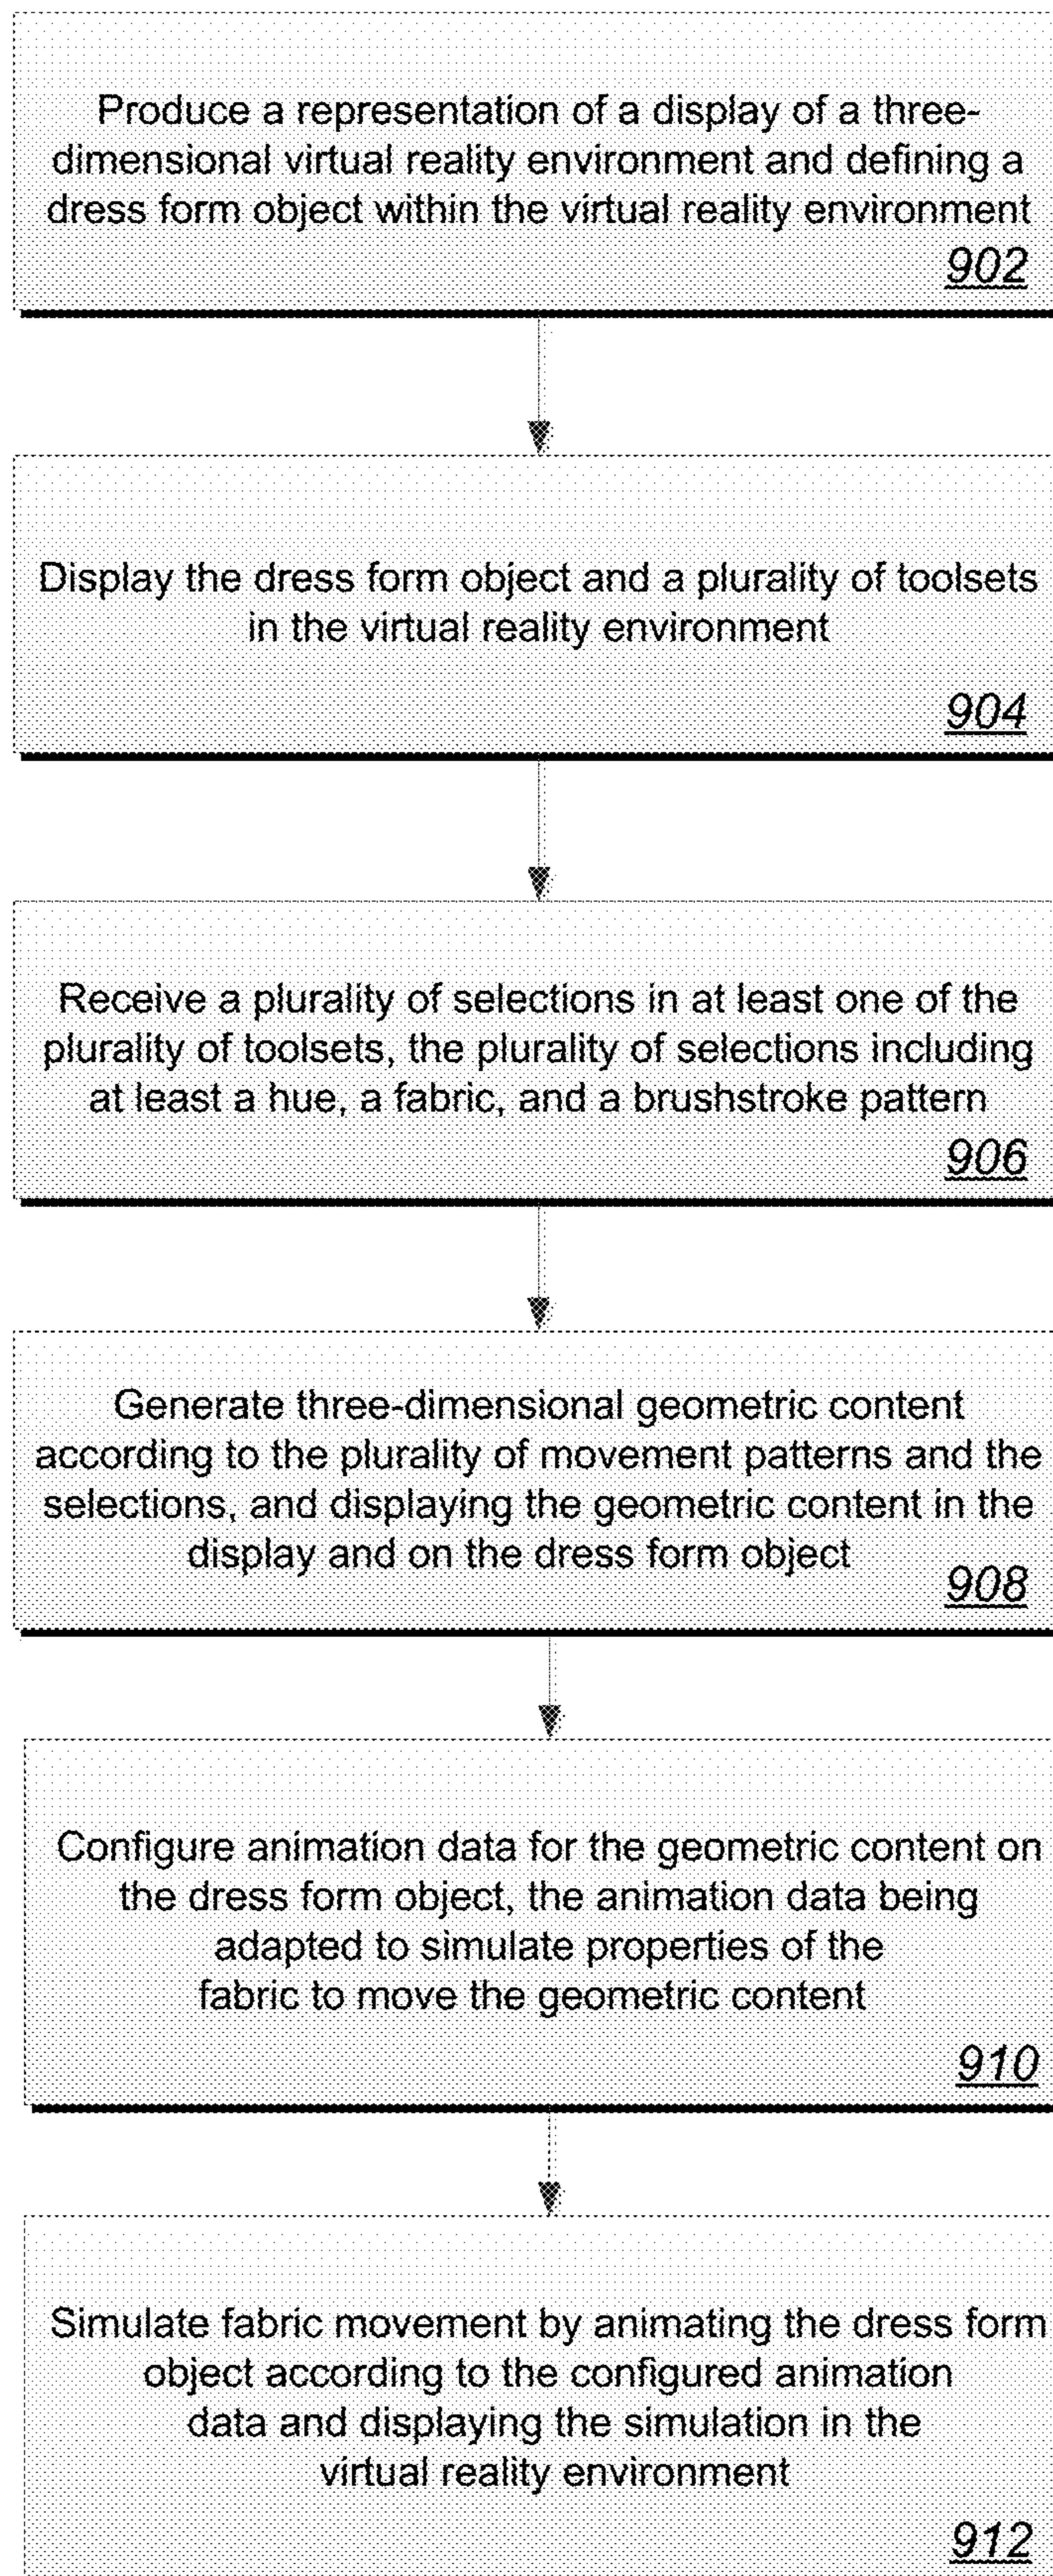 Produce a representation of a display of a three-
dimensional virtual reality environment and defining a
dress form object within the virtual reality environment
902
Display the dress form object and a plurality of toolsets
in the virtual reality environment
904
Receive a plurality of selections in at least one of the
plurality of toolsets, the plurality of selections including
at least a hue, a fabric, and a brushstroke pattern
906
Generate three-dimensional geometric content
according to the plurality of movement patterns and the
selections, and displaying the geometric content in the
display and on the dress form object
908
Configure animation data for the geometric content on
the dress form object, the animation data being
adapted to simulate properties of the
fabric to move the geometric content
910
Simulate fabric movement by animating the dress form
object according to the configured animation
data and displaying the simulation in the
virtual reality environment
912